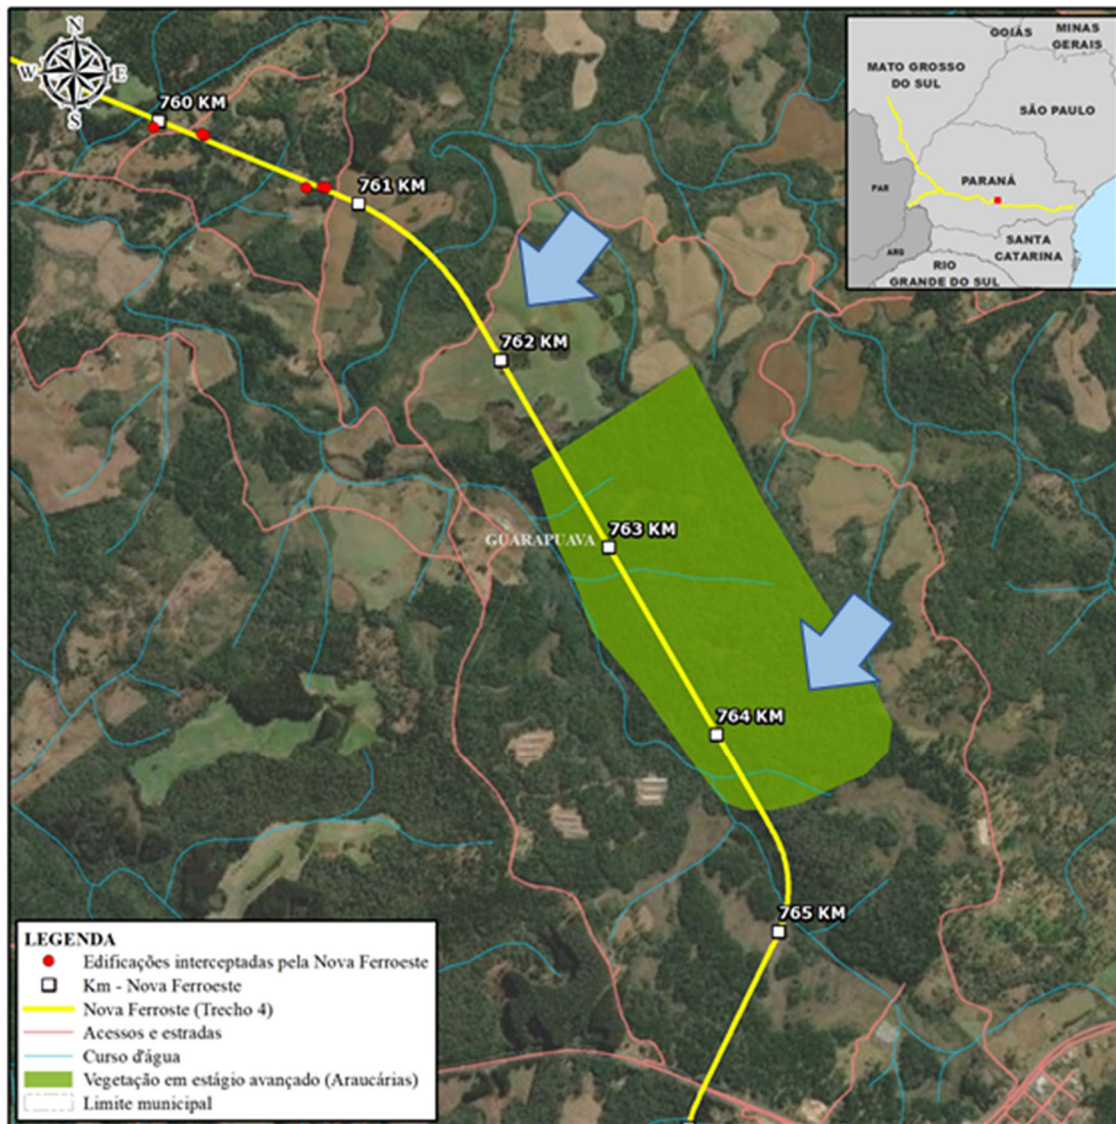 N
W E
S
760 KM
761 KM
762 KM
GUARAPUAVA
763 KM
764 KM
765 KM
GOIÁS
MINAS
GERAIS
MATO GROSSO
DO SUL
SÃO PAULO
PAR
PARANÁ
ARG
SANTA
CATARINA
RIO
GRANDE DO SUL
LEGENDA
Edificações interceptadas pela Nova Ferroeste
Km - Nova Ferroeste
Nova Ferroste (Trecho 4)
Acessos e estradas
Curso d'água
Vegetação em estágio avançado (Araucárias)
Limite municipal